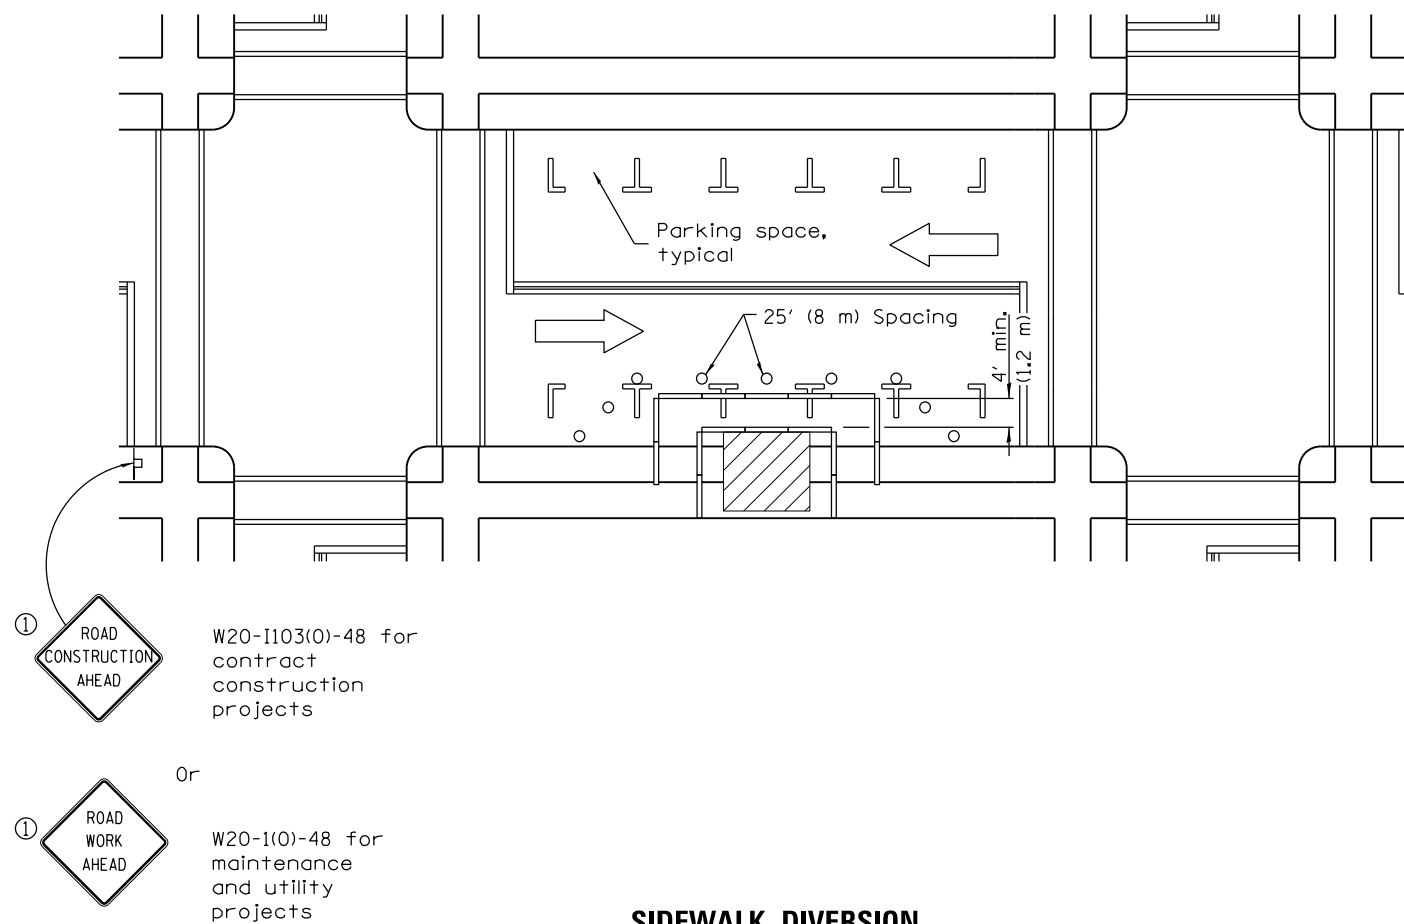 Parking space,
typical
25' (8 m) Spacing
4' min.
(1.2 m)
①
ROAD
CONSTRUCTION
AHEAD
W20-I103(O)-48 for
contract
construction
projects
Or
①
ROAD
WORK
AHEAD
W20-1(O)-48 for
maintenance
and utility
projects
SIDEWALK DIVERSION